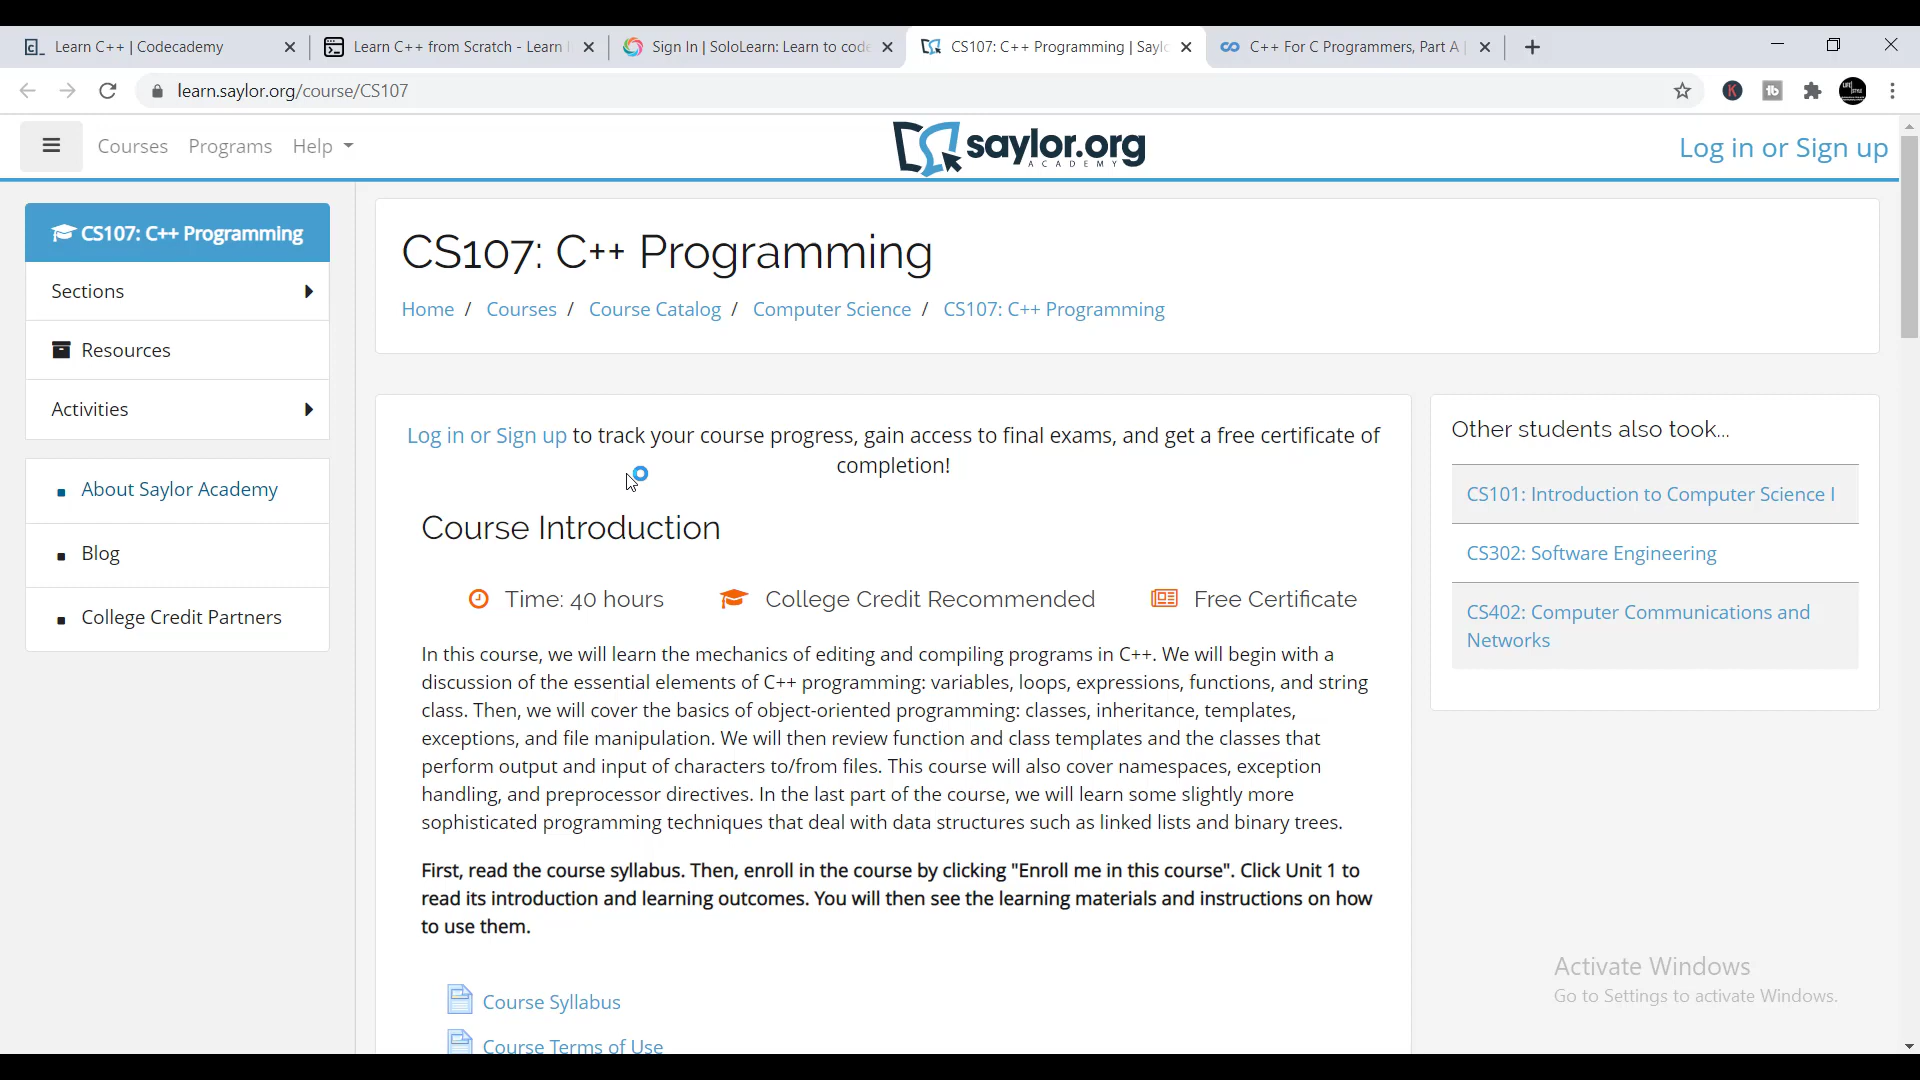 Learn C++ | Codecademy
Learn C++ from Scratch - Learn
Sign In | SoloLearn: Learn to code
CS107: C++ Programming | Saylo
C++ For C Programmers, Part A |
learn.saylor.org/course/CS107
Courses
Programs
Help
saylor.org
ACADEMY
Log in or Sign up
CS107: C++ Programming
Sections
Resources
Activities
About Saylor Academy
Blog
College Credit Partners
CS107: C++ Programming
Home / Courses / Course Catalog / Computer Science / CS107: C++ Programming
Log in or Sign up to track your course progress, gain access to final exams, and get a free certificate of
completion!
Course Introduction
Time: 40 hours
College Credit Recommended
Free Certificate
In this course, we will learn the mechanics of editing and compiling programs in C++. We will begin with a
discussion of the essential elements of C++ programming: variables, loops, expressions, functions, and string
class. Then, we will cover the basics of object-oriented programming: classes, inheritance, templates,
exceptions, and file manipulation. We will then review function and class templates and the classes that
perform output and input of characters to/from files. This course will also cover namespaces, exception
handling, and preprocessor directives. In the last part of the course, we will learn some slightly more
sophisticated programming techniques that deal with data structures such as linked lists and binary trees.
First, read the course syllabus. Then, enroll in the course by clicking "Enroll me in this course". Click Unit 1 to
read its introduction and learning outcomes. You will then see the learning materials and instructions on how
to use them.
Course Syllabus
Course Terms of Use
Other students also took...
CS101: Introduction to Computer Science I
CS302: Software Engineering
CS402: Computer Communications and
Networks
Activate Windows
Go to Settings to activate Windows.